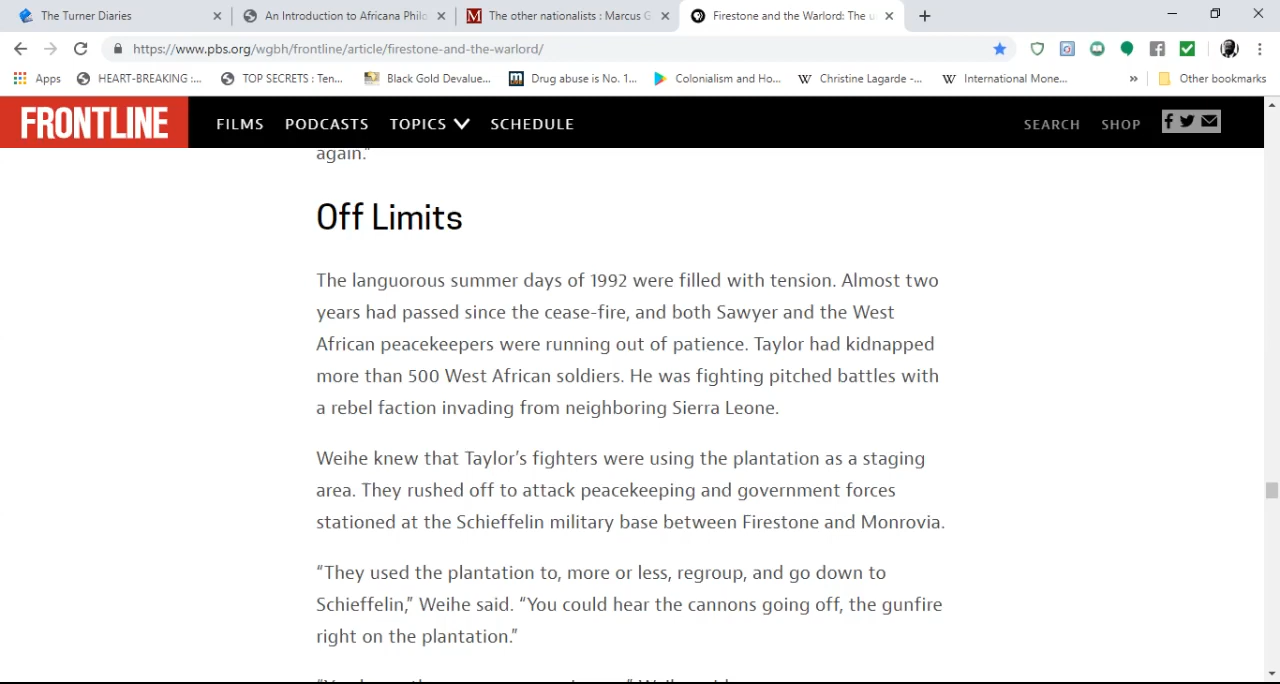 The Turner Diaries
An Introduction to Africana Philo
The other nationalists : Marcus G
Firestone and the Warlord: The u
https://www.pbs.org/wgbh/frontline/article/firestone-and-the-warlord/
Apps
HEART-BREAKING :...
TOP SECRETS : Ten...
Black Gold Devalue...
Drug abuse is No. 1...
Colonialism and Ho...
Christine Lagarde -...
International Mone...
»
Other bookmarks
FRONTLINE
FILMS
PODCASTS
TOPICS
SCHEDULE
SEARCH
SHOP
again.”
Off Limits
The languorous summer days of 1992 were filled with tension. Almost two
years had passed since the cease-fire, and both Sawyer and the West
African peacekeepers were running out of patience. Taylor had kidnapped
more than 500 West African soldiers. He was fighting pitched battles with
a rebel faction invading from neighboring Sierra Leone.
Weihe knew that Taylor’s fighters were using the plantation as a staging
area. They rushed off to attack peacekeeping and government forces
stationed at the Schieffelin military base between Firestone and Monrovia.
“They used the plantation to, more or less, regroup, and go down to
Schieffelin,” Weihe said. “You could hear the cannons going off, the gunfire
right on the plantation.”